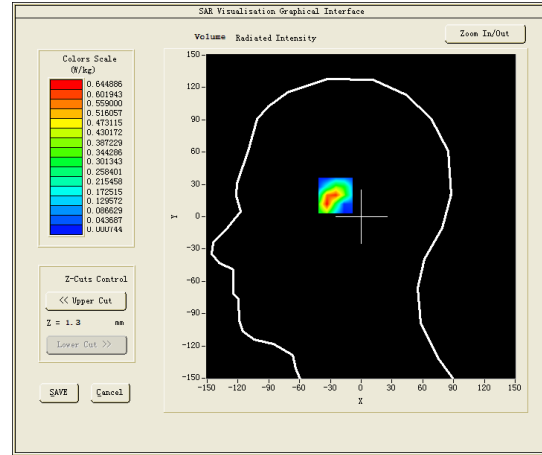 SAR Visualisation Graphical Interface
Volume Radiated Intensity
Zoom In/Out
Colors Scale
(W/kg)
0.644886
0.601943
0.559000
0.516057
0.473115
0.430172
0.387229
0.344286
0.301343
0.258401
0.215458
0.172515
0.129572
0.086629
0.043687
0.000744
150
120
90
60
30
0
-30
-60
-90
-120
-150
Y
-150 -120 -90 -60 -30 0 30 60 90 120 150
X
Z-Cuts Control
<< Upper Cut
Z = 1.3 mm
Lower Cut >>
SAVE Cancel